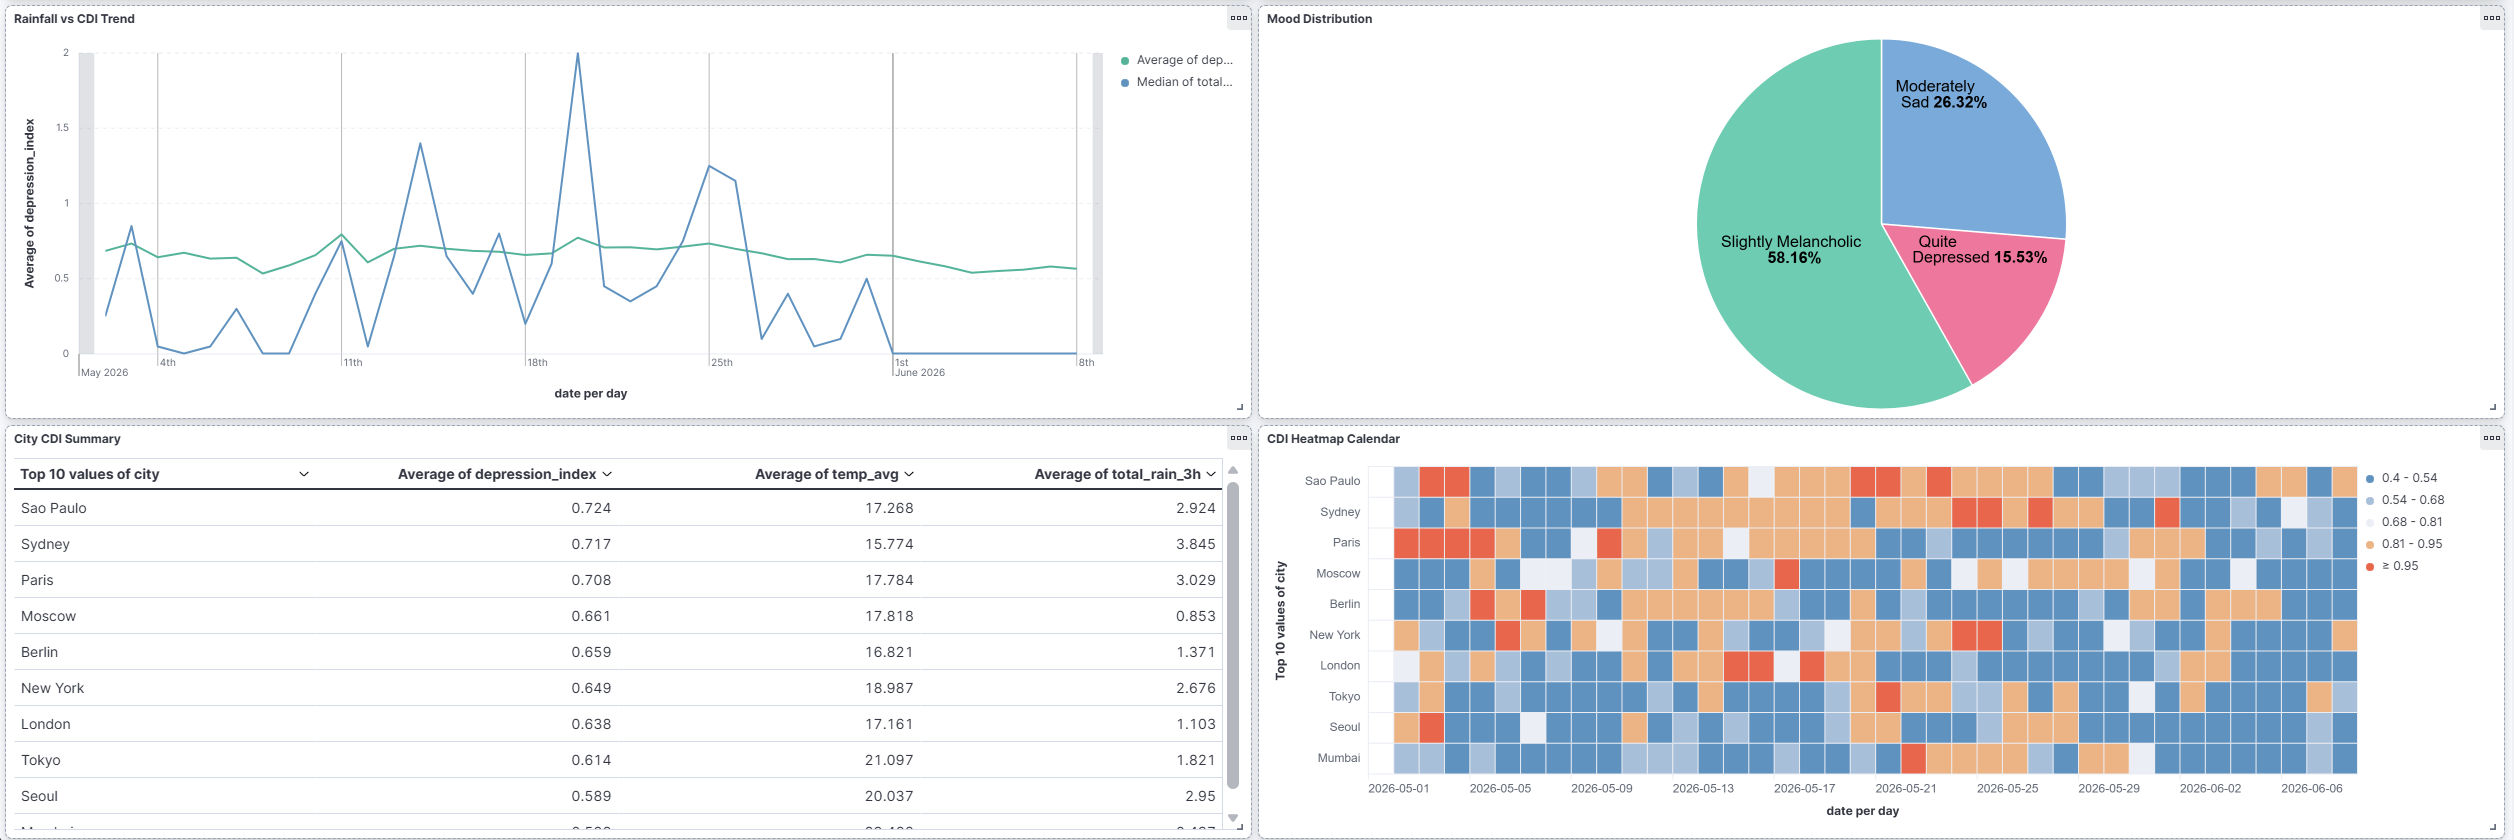 Rainfall vs CDI Trend
Average of depression_index
2
1.5
1
0.5
0
4th
11th
18th
25th
1st
8th
May 2026
June 2026
date per day
Average of dep...
Median of total...
Mood Distribution
Moderately
Sad 26.32%
Slightly Melancholic
58.16%
Quite
Depressed 15.53%
City CDI Summary
Top 10 values of city Average of depression_index Average of temp_avg Average of total_rain_3h
Sao Paulo 0.724 17.268 2.924
Sydney 0.717 15.774 3.845
Paris 0.708 17.784 3.029
Moscow 0.661 17.818 0.853
Berlin 0.659 16.821 1.371
New York 0.649 18.987 2.676
London 0.638 17.161 1.103
Tokyo 0.614 21.097 1.821
Seoul 0.589 20.037 2.95
CDI Heatmap Calendar
Top 10 values of city
Sao Paulo
Sydney
Paris
Moscow
Berlin
New York
London
Tokyo
Seoul
Mumbai
2026-05-01 2026-05-05 2026-05-09 2026-05-13 2026-05-17 2026-05-21 2026-05-25 2026-05-29 2026-06-02 2026-06-06
date per day
0.4 - 0.54
0.54 - 0.68
0.68 - 0.81
0.81 - 0.95
≥ 0.95